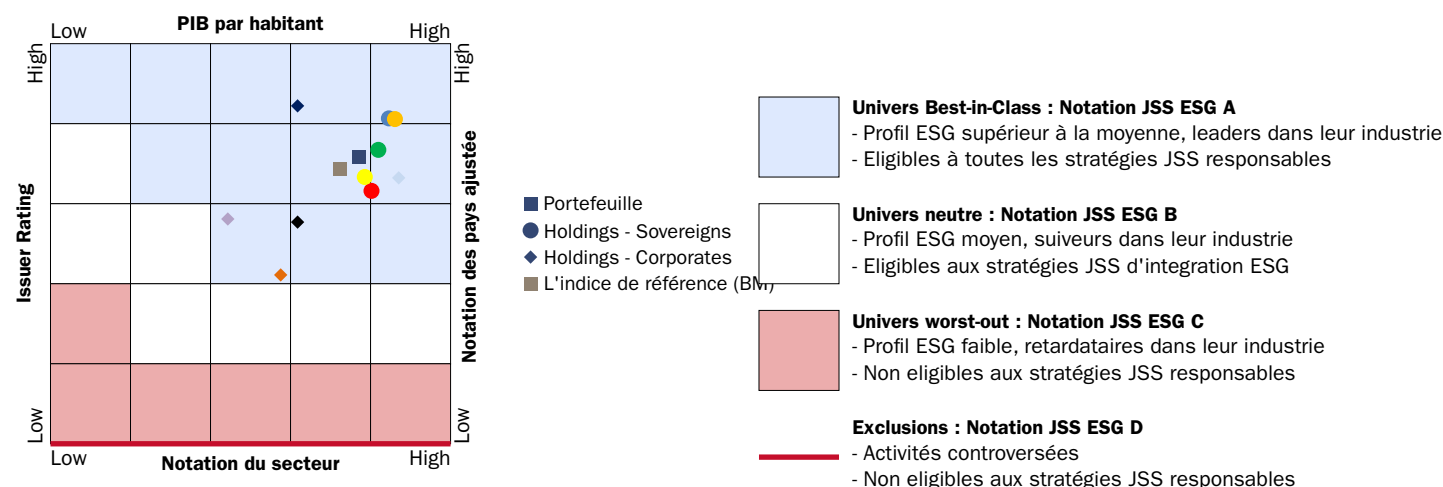 PIB par habitant
Low
High
High
High
Issuer Rating
Notation des pays ajustée
Low
Low
Low
High
Notation du secteur
Portefeuille
Holdings - Sovereigns
Holdings - Corporates
L'indice de référence (BM)
Univers Best-in-Class : Notation JSS ESG A
- Profil ESG supérieur à la moyenne, leaders dans leur industrie
- Eligibles à toutes les stratégies JSS responsables
Univers neutre : Notation JSS ESG B
- Profil ESG moyen, suiveurs dans leur industrie
- Eligibles aux stratégies JSS d'integration ESG
Univers worst-out : Notation JSS ESG C
- Profil ESG faible, retardataires dans leur industrie
- Non eligibles aux stratégies JSS responsables
Exclusions : Notation JSS ESG D
- Activités controversées
- Non eligibles aux stratégies JSS responsables